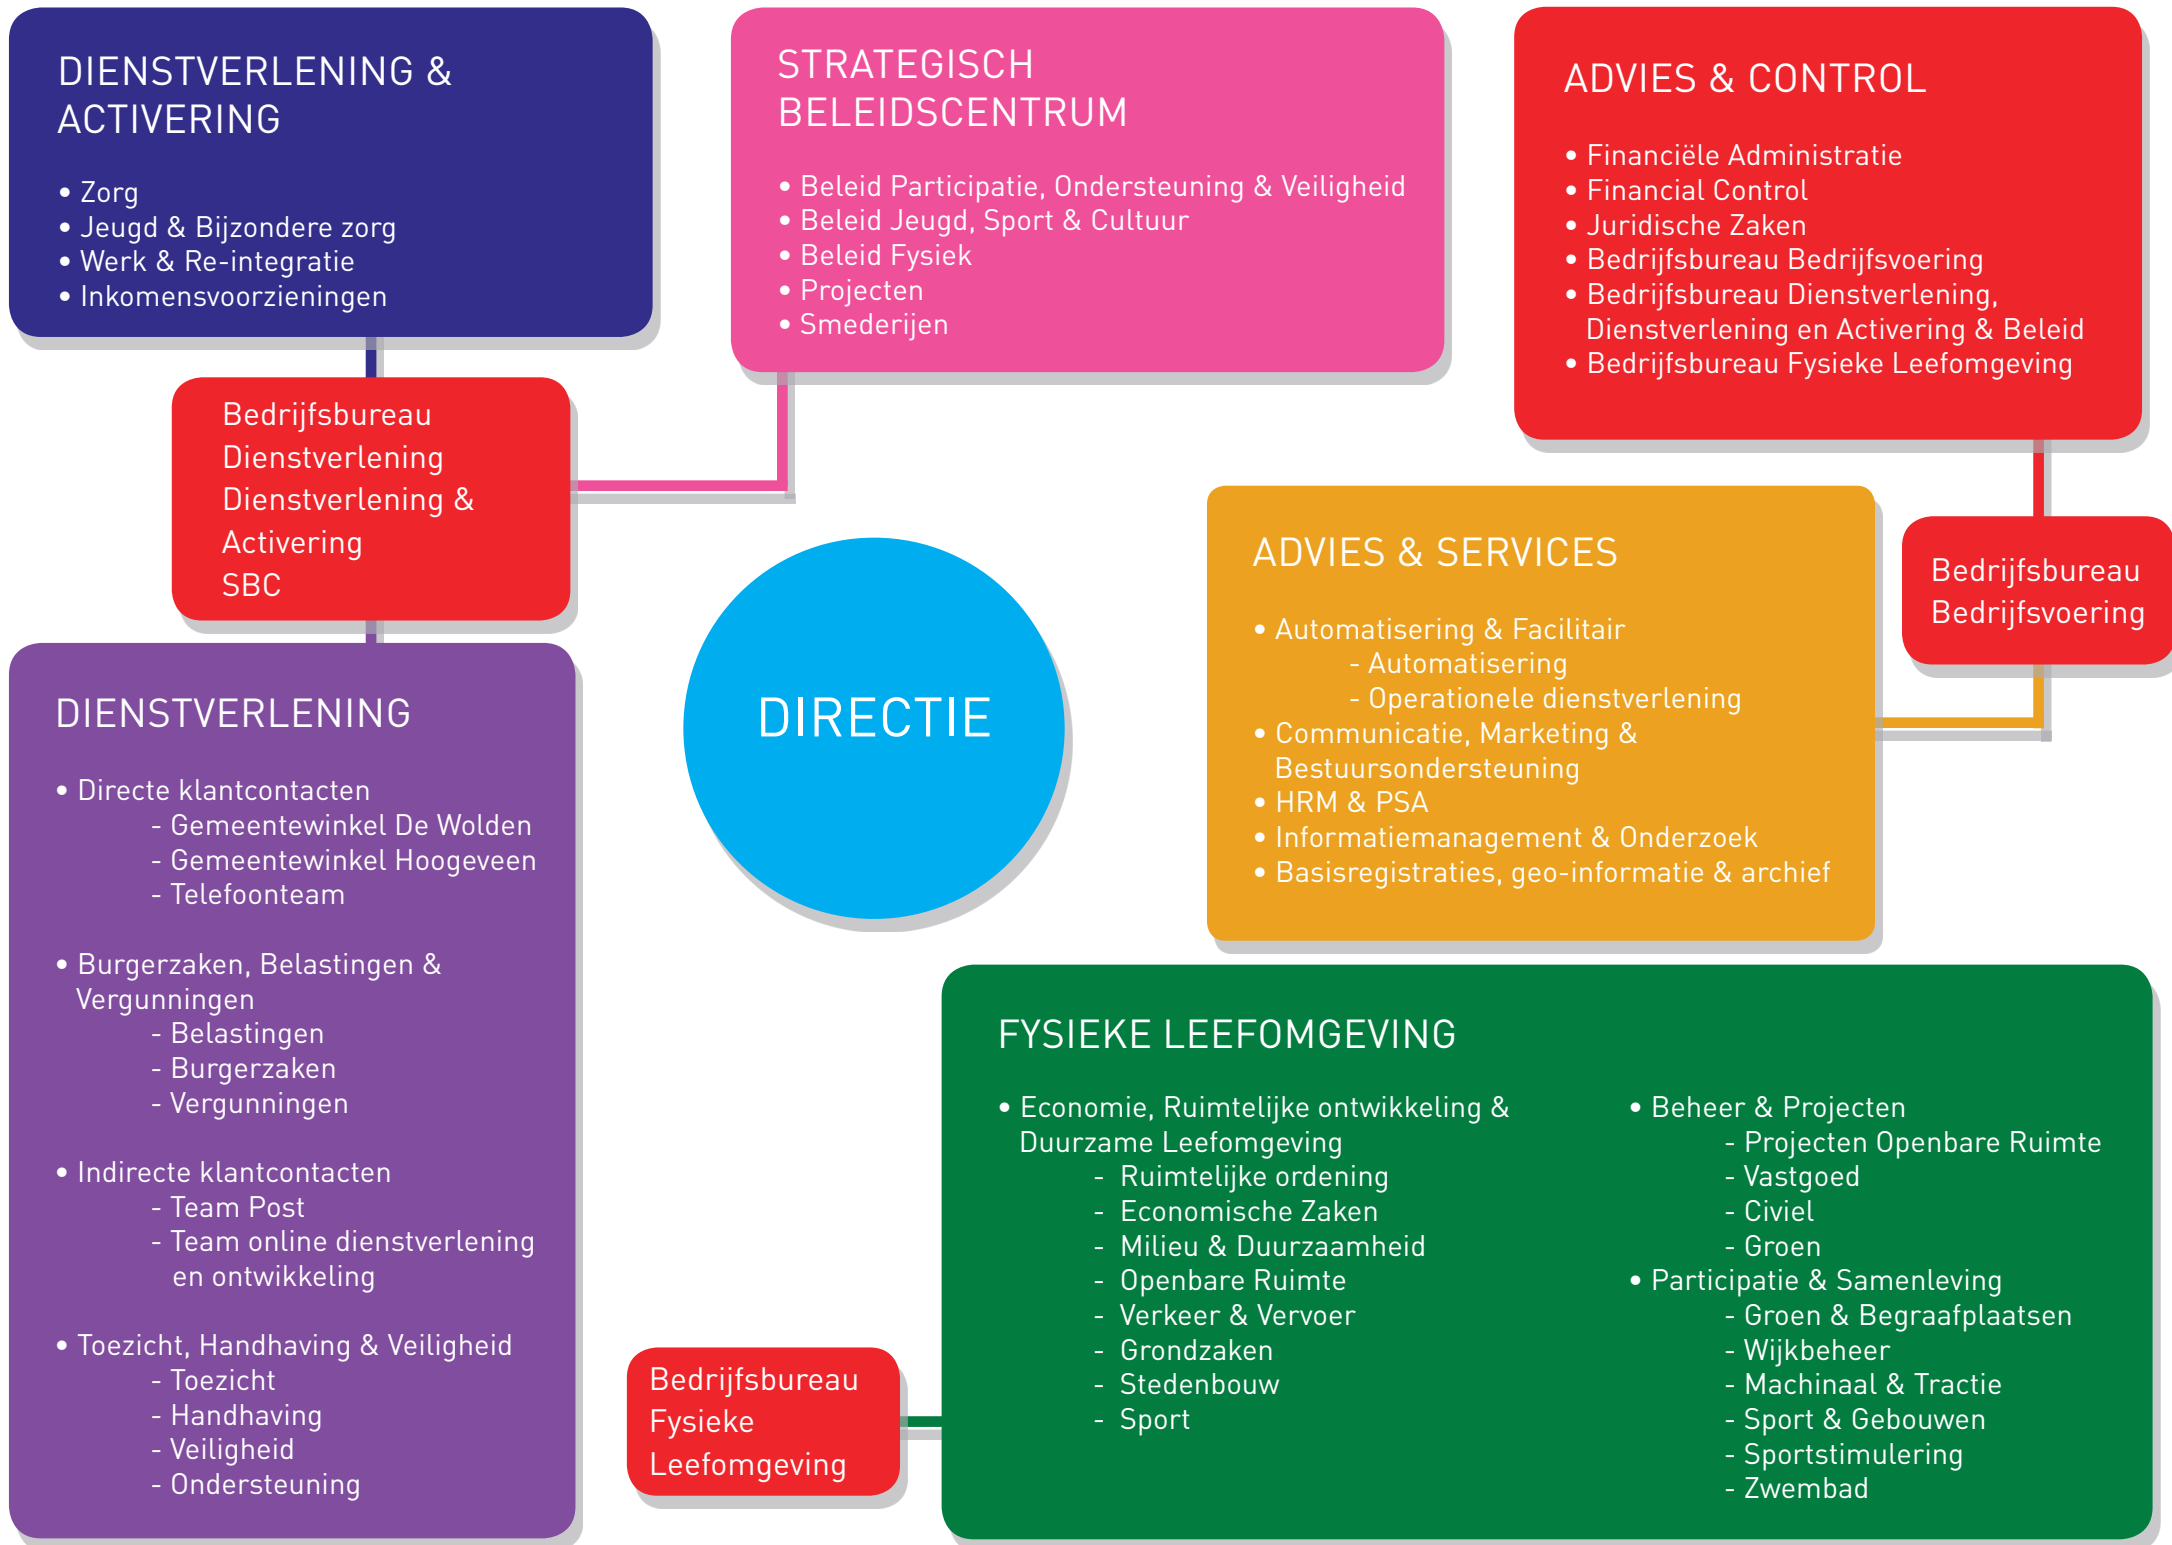 DIENSTVERLENING &
ACTIVERING
• Zorg
• Jeugd & Bijzondere zorg
• Werk & Re-integratie
• Inkomensvoorzieningen
STRATEGISCH
BELEIDSCENTRUM
• Beleid Participatie, Ondersteuning & Veiligheid
• Beleid Jeugd, Sport & Cultuur
• Beleid Fysiek
• Projecten
• Smederijen
ADVIES & CONTROL
• Financiële Administratie
• Financial Control
• Juridische Zaken
• Bedrijfsbureau Bedrijfsvoering
• Bedrijfsbureau Dienstverlening,
Dienstverlening en Activering & Beleid
• Bedrijfsbureau Fysieke Leefomgeving
Bedrijfsbureau
Dienstverlening
Dienstverlening &
Activering
SBC
DIRECTIE
ADVIES & SERVICES
• Automatisering & Facilitair
- Automatisering
- Operationele dienstverlening
• Communicatie, Marketing &
Bestuursondersteuning
• HRM & PSA
• Informatiemanagement & Onderzoek
• Basisregistraties, geo-informatie & archief
Bedrijfsbureau
Bedrijfsvoering
DIENSTVERLENING
• Directe klantcontacten
- Gemeentewinkel De Wolden
- Gemeentewinkel Hoogeveen
- Telefoonteam
• Burgerzaken, Belastingen &
Vergunningen
- Belastingen
- Burgerzaken
- Vergunningen
• Indirecte klantcontacten
- Team Post
- Team online dienstverlening
en ontwikkeling
• Toezicht, Handhaving & Veiligheid
- Toezicht
- Handhaving
- Veiligheid
- Ondersteuning
Bedrijfsbureau
Fysieke
Leefomgeving
FYSIEKE LEEFOMGEVING
• Economie, Ruimtelijke ontwikkeling &
Duurzame Leefomgeving
- Ruimtelijke ordening
- Economische Zaken
- Milieu & Duurzaamheid
- Openbare Ruimte
- Verkeer & Vervoer
- Grondzaken
- Stedenbouw
- Sport
• Beheer & Projecten
- Projecten Openbare Ruimte
- Vastgoed
- Civiel
- Groen
• Participatie & Samenleving
- Groen & Begraafplaatsen
- Wijkbeheer
- Machinaal & Tractie
- Sport & Gebouwen
- Sportstimulering
- Zwembad